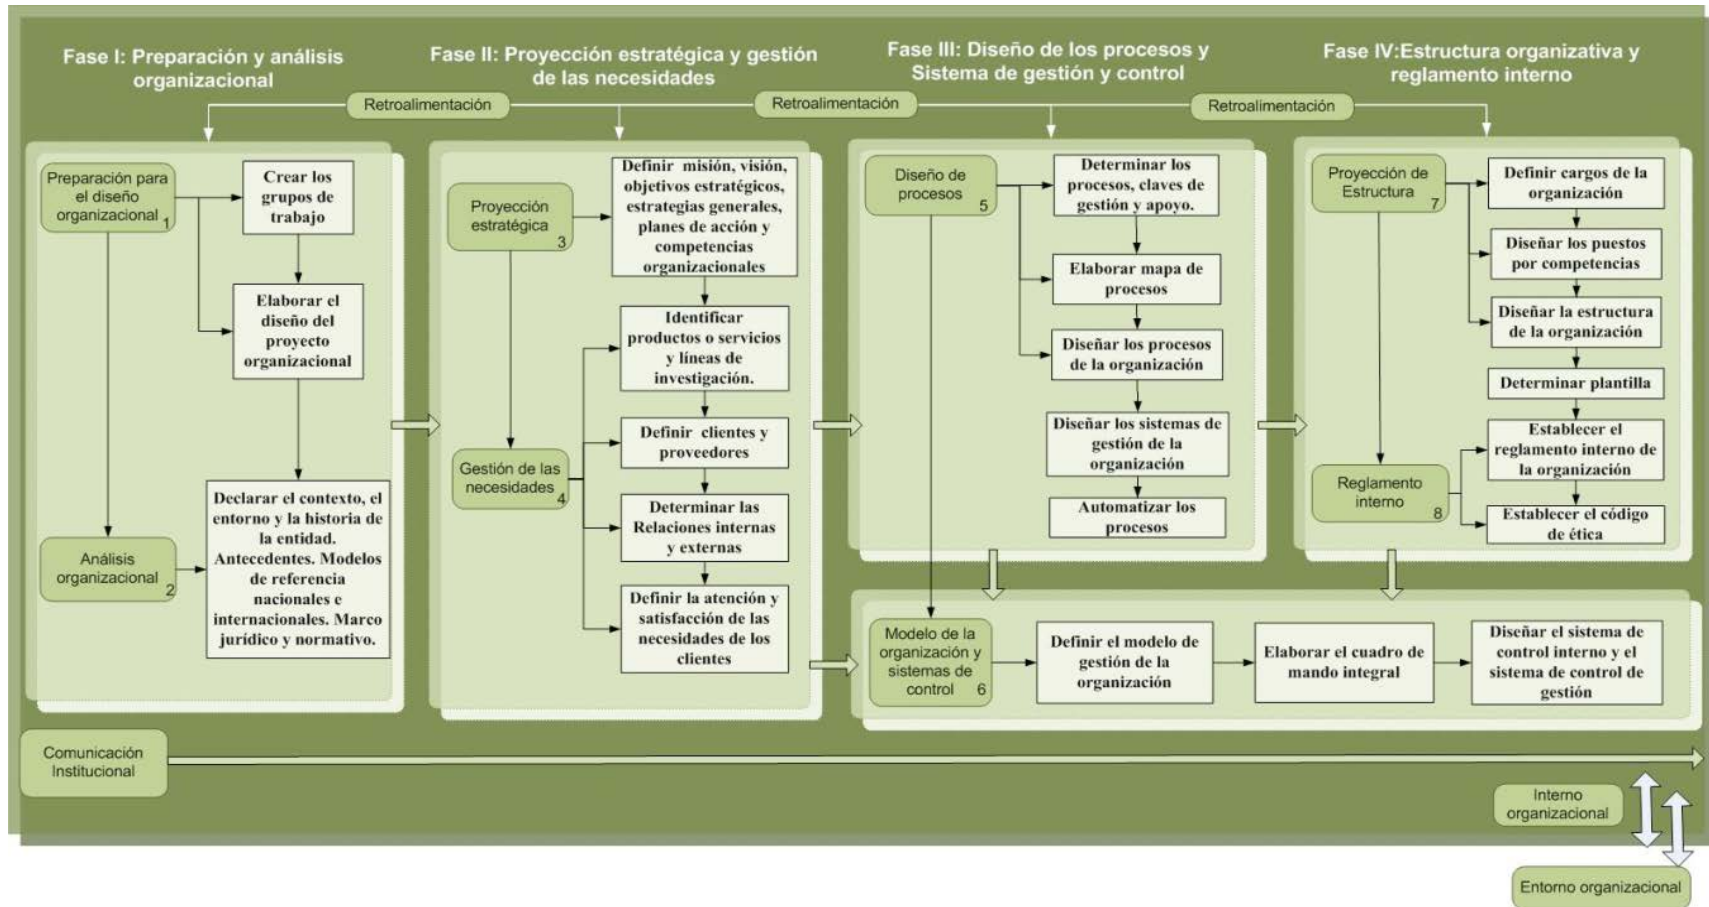 Fase I: Preparación y análisis
organizacional
Fase II: Proyección estratégica y gestión
de las necesidades
Fase III: Diseño de los procesos y
Sistema de gestión y control
Fase IV:Estructura organizativa y
reglamento interno
Retroalimentación
Retroalimentación
Retroalimentación
Preparación para
el diseño
organizacional
1
Crear los
grupos de
trabajo
Elaborar el
diseño del
proyecto
organizacional
Análisis
organizacional
2
Declarar el contexto, el
entorno y la historia de
la entidad.
Antecedentes. Modelos
de referencia
nacionales e
internacionales. Marco
jurídico y normativo.
Proyección
estratégica
3
Definir misión, visión,
objetivos estratégicos,
estrategias generales,
planes de acción y
competencias
organizacionales
Identificar
productos o servicios
y líneas de
investigación.
Gestión de las
necesidades
4
Definir clientes y
proveedores
Determinar las
Relaciones internas
y externas
Definir la atención y
satisfacción de las
necesidades de los
clientes
Diseño de
procesos
5
Determinar los
procesos, claves de
gestión y apoyo.
Elaborar mapa de
procesos
Diseñar los procesos
de la organización
Diseñar los sistemas de
gestión de la
organización
Automatizar los
procesos
Proyección de
Estructura
7
Definir cargos de la
organización
Diseñar los puestos
por competencias
Diseñar la estructura
de la organización
Determinar plantilla
Reglamento
interno
8
Establecer el
reglamento interno de
la organización
Establecer el código
de ética
Modelo de la
organización y
sistemas de
control
6
Definir el modelo de
gestión de la
organización
Elaborar el cuadro de
mando integral
Diseñar el sistema de
control interno y el
sistema de control de
gestión
Comunicación
Institucional
Interno
organizacional
Entorno organizacional